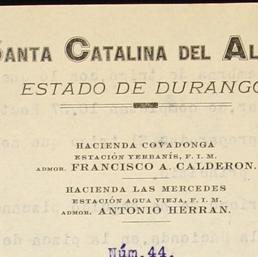 SANTA CATALINA DEL AL
ESTADO DE DURANGO
HACIENDA COVADONGA
ESTACIÓN YERBANÍS, F. I. M.
ADMOR. FRANCISCO A. CALDERON.
HACIENDA LAS MERCEDES
ESTACIÓN AGUA VIEJA, F. I. M.
ADMOR. ANTONIO HERRAN.
Núm.44.